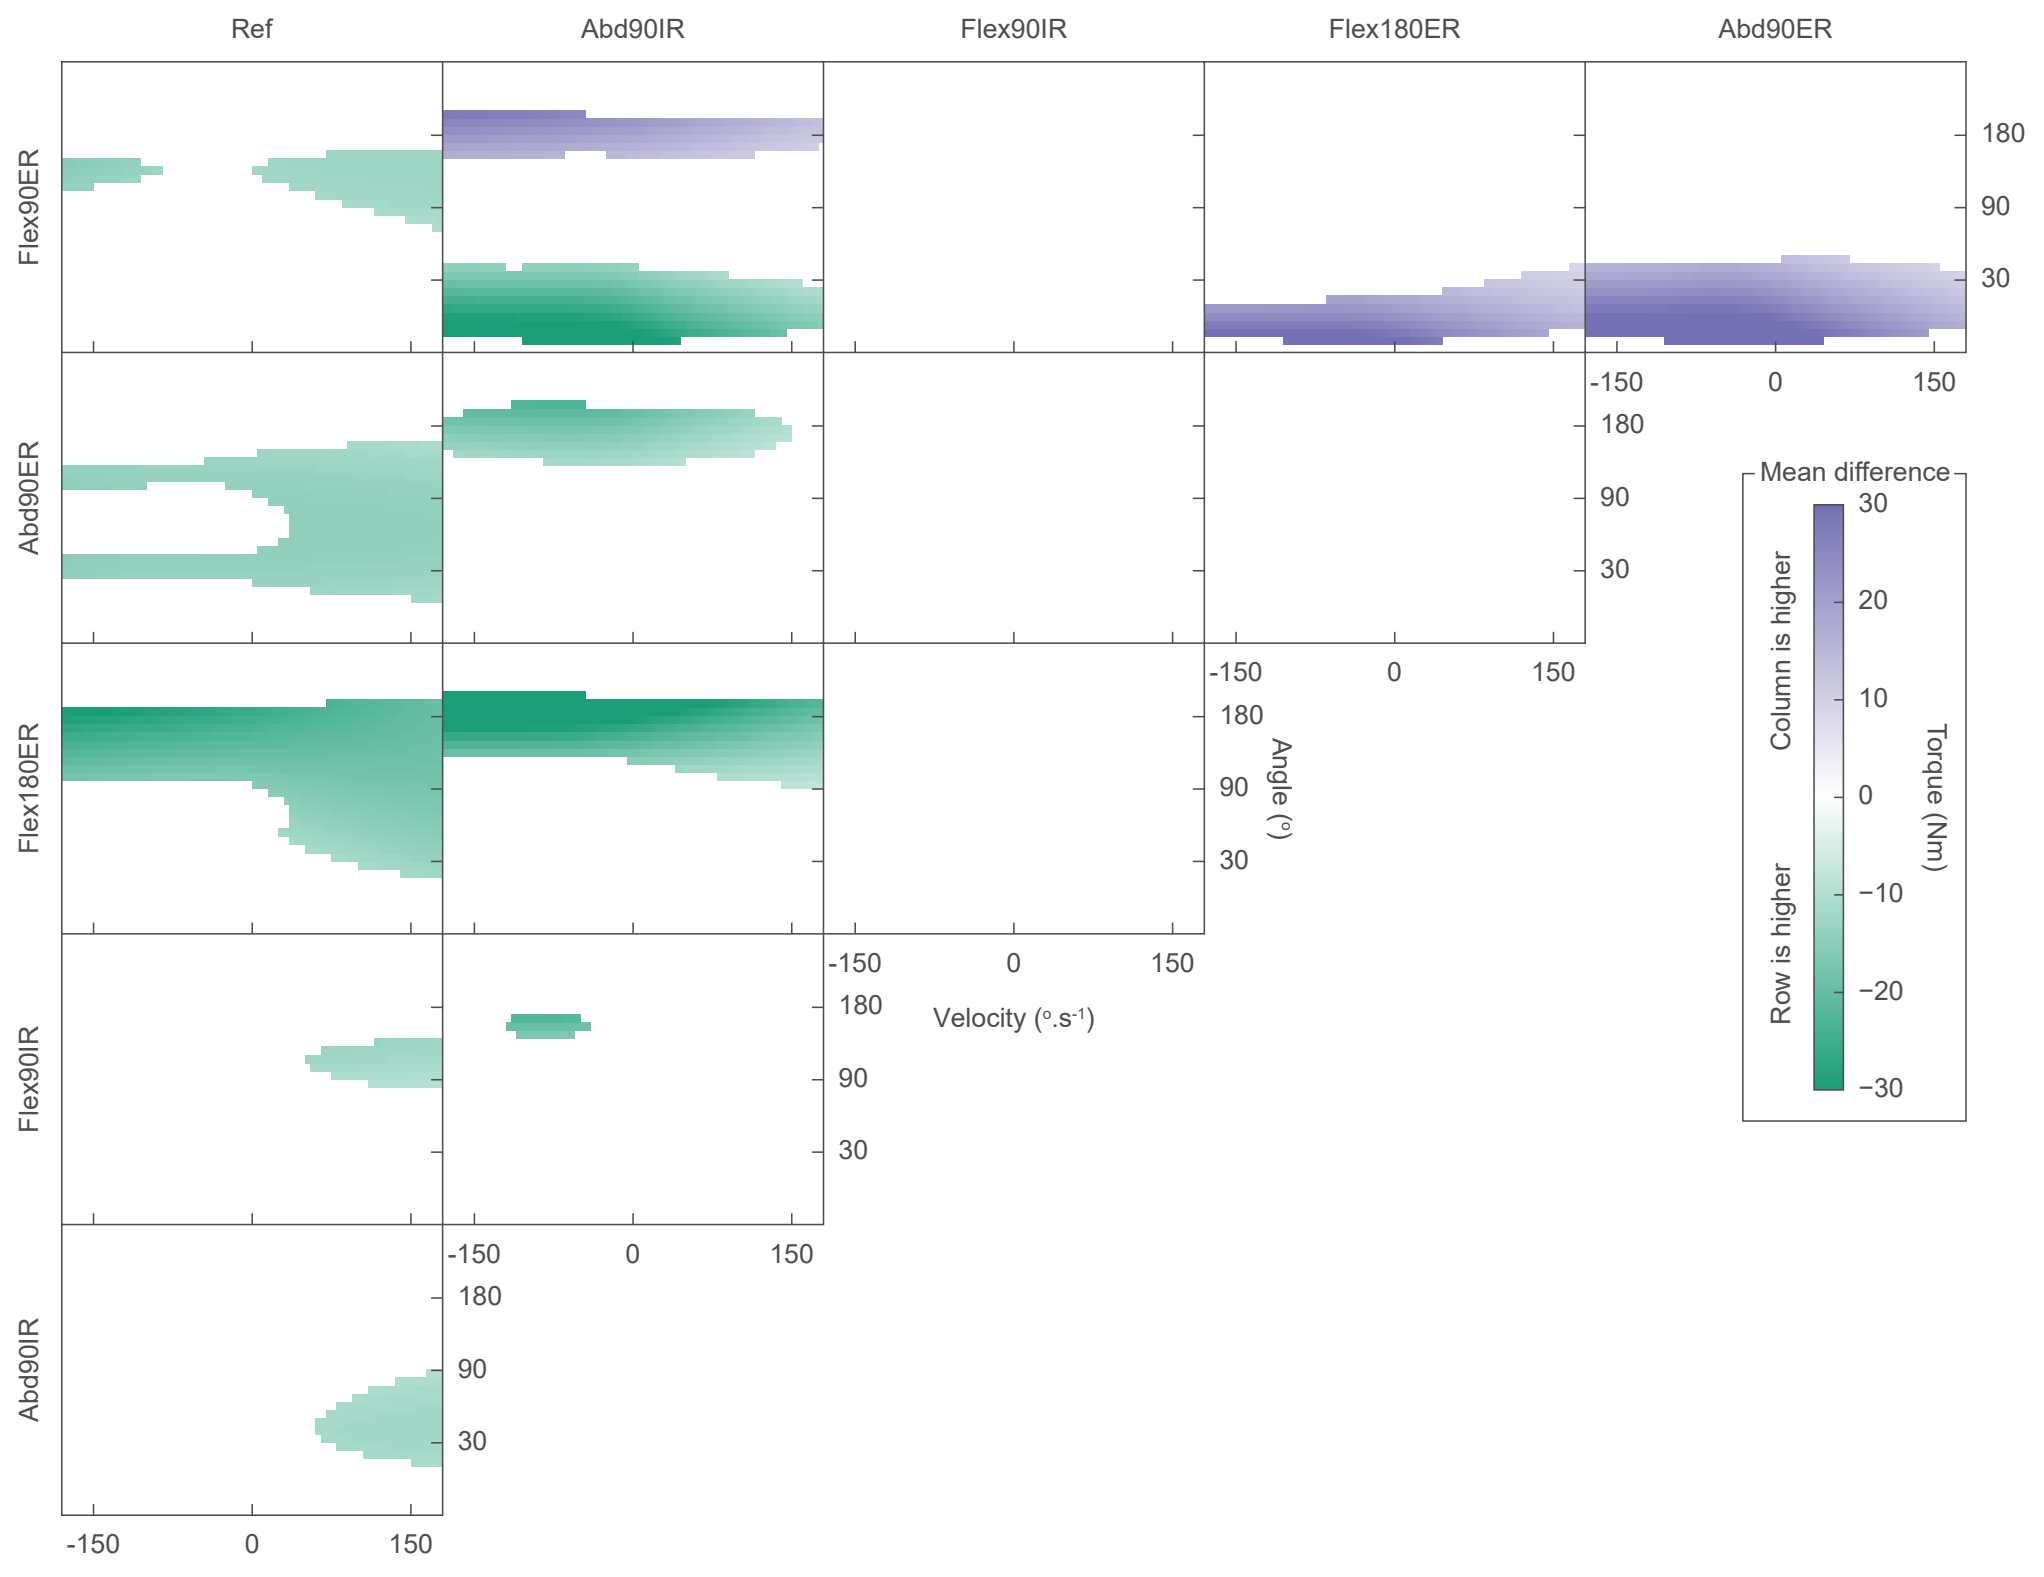 Ref Abd90IR Flex90IR Flex180ER Abd90ER
Flex90ER
180
90
30
-150 0 150
Abd90ER
180
90
30
-150 0 150
Mean difference
30
20
10
0
−10
−20
−30
Column is higher
Row is higher
Torque (Nm)
Flex180ER
180
90
30
Angle (º)
-150 0 150
Velocity (º.s-1)
Flex90IR
180
90
30
-150 0 150
Abd90IR
180
90
30
-150 0 150